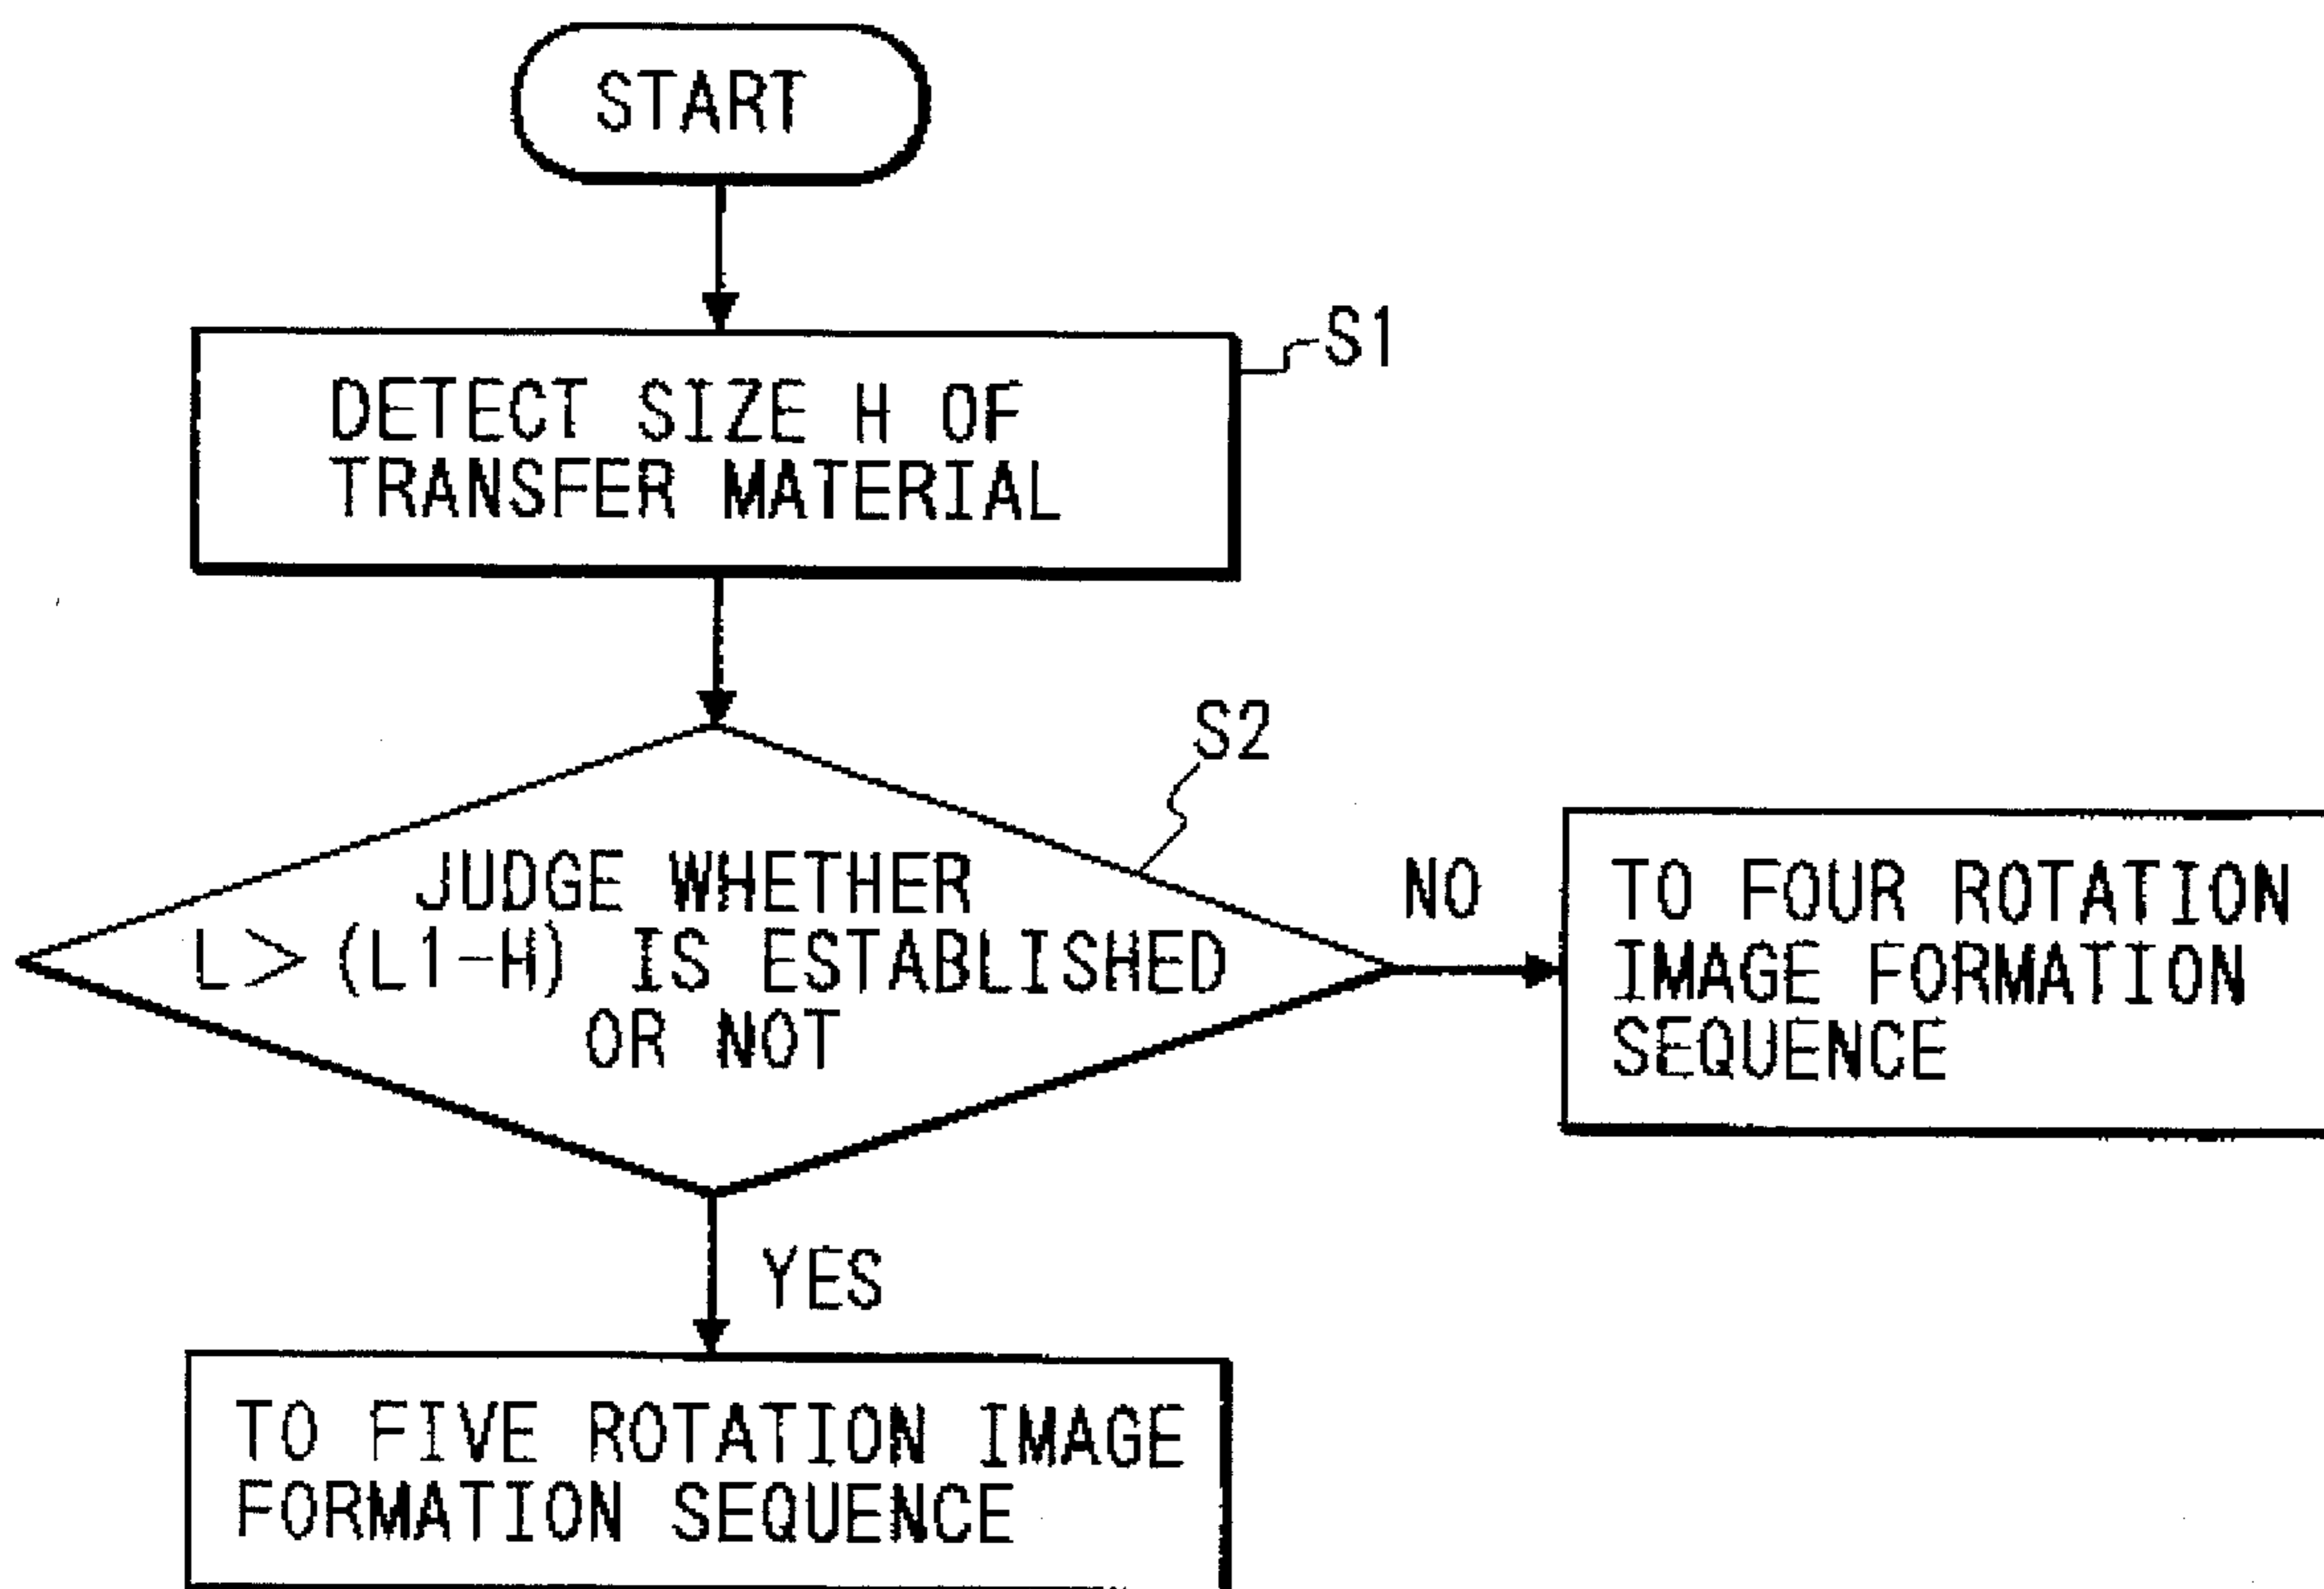 START
S1
DETECT SIZE H OF
TRANSFER MATERIAL
S2
JUDGE WHETHER
L> (L1-H) IS ESTABLISHED
OR NOT
NO
TO FOUR ROTATION
IMAGE FORMATION
SEQUENCE
YES
TO FIVE ROTATION IMAGE
FORMATION SEQUENCE